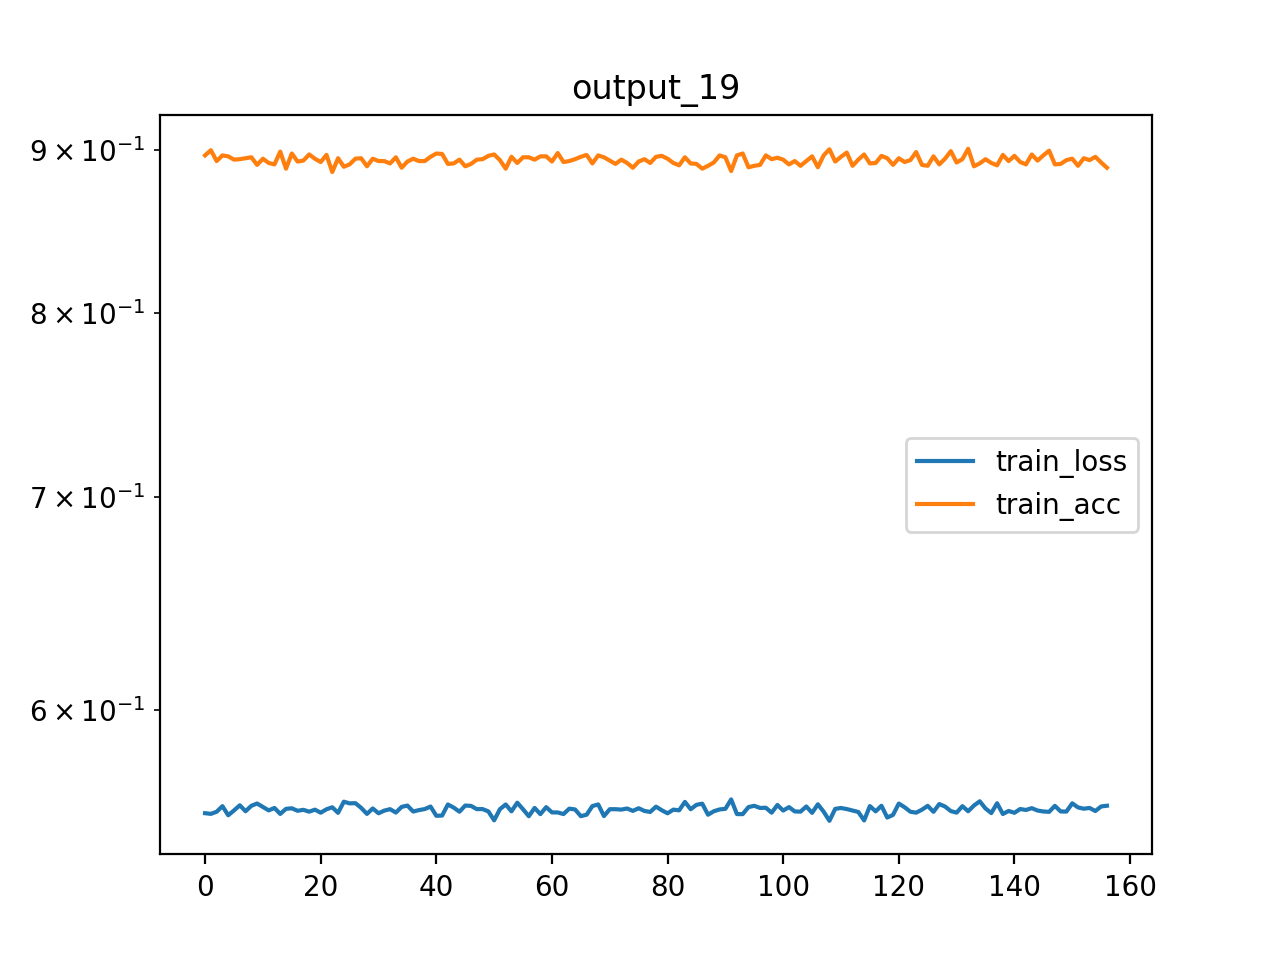 output_19
9 × 10⁻¹
8 × 10⁻¹
7 × 10⁻¹
6 × 10⁻¹
train_loss
train_acc
0 20 40 60 80 100 120 140 160